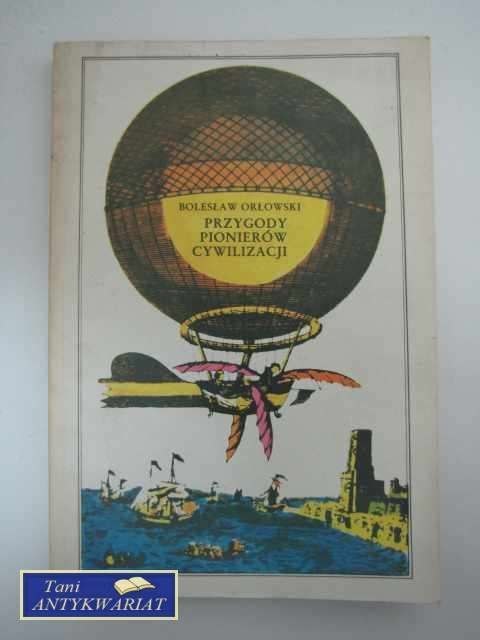 BOLESŁAW ORŁOWSKI
PRZYGODY
PIONIERÓW
CYWILIZACJI
Tani
ANTYKWARIAT